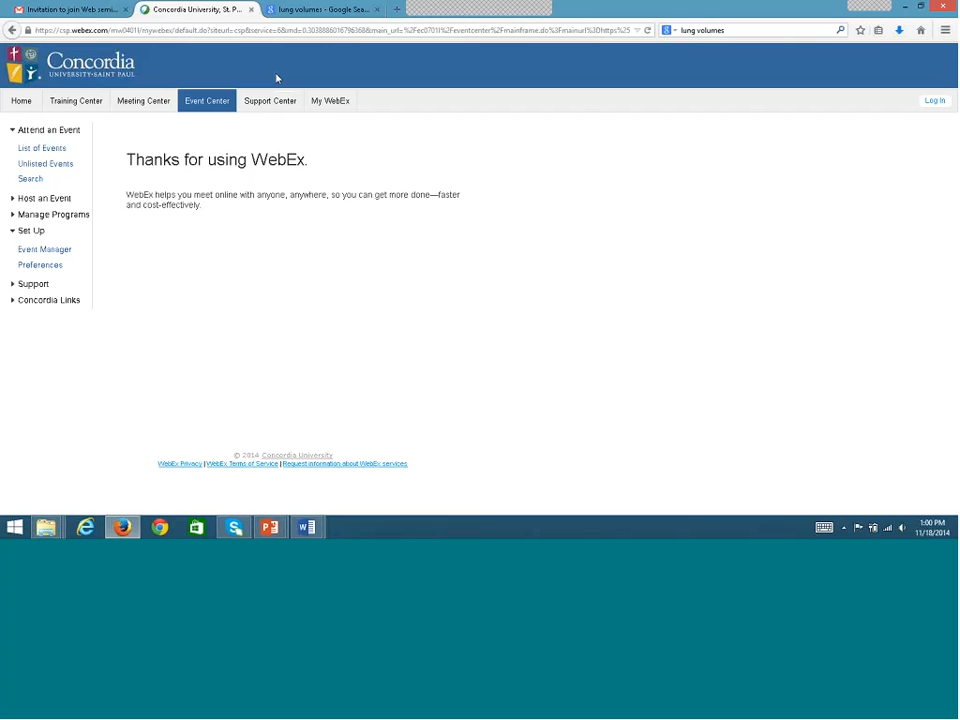 Invitation to join Web semi...
Concordia University, St. P...
lung volumes - Google Sea...
lung volumes
Concordia
UNIVERSITY·SAINT PAUL
Home
Training Center
Meeting Center
Event Center
Support Center
My WebEx
Log In
Attend an Event
List of Events
Unlisted Events
Search
Host an Event
Manage Programs
Set Up
Event Manager
Preferences
Support
Concordia Links
Thanks for using WebEx.
WebEx helps you meet online with anyone, anywhere, so you can get more done—faster
and cost-effectively.
© 2014 Concordia University
WebEx Privacy | WebEx Terms of Service | Request information about WebEx services
1:00 PM
11/18/2014